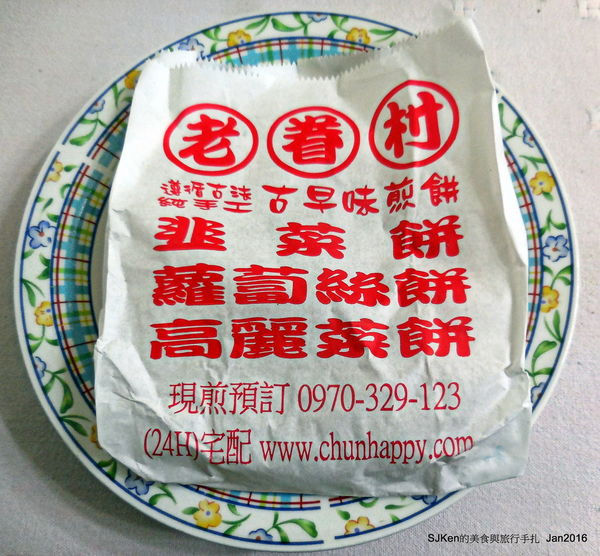 老眷村
遵循古法
純手工 古早味煎餅
韭菜餅
蘿蔔絲餅
高麗菜餅
現煎預訂 0970-329-123
(24H)宅配 www.chunhappy.com
SJKen的美食與旅行手扎 Jan2016